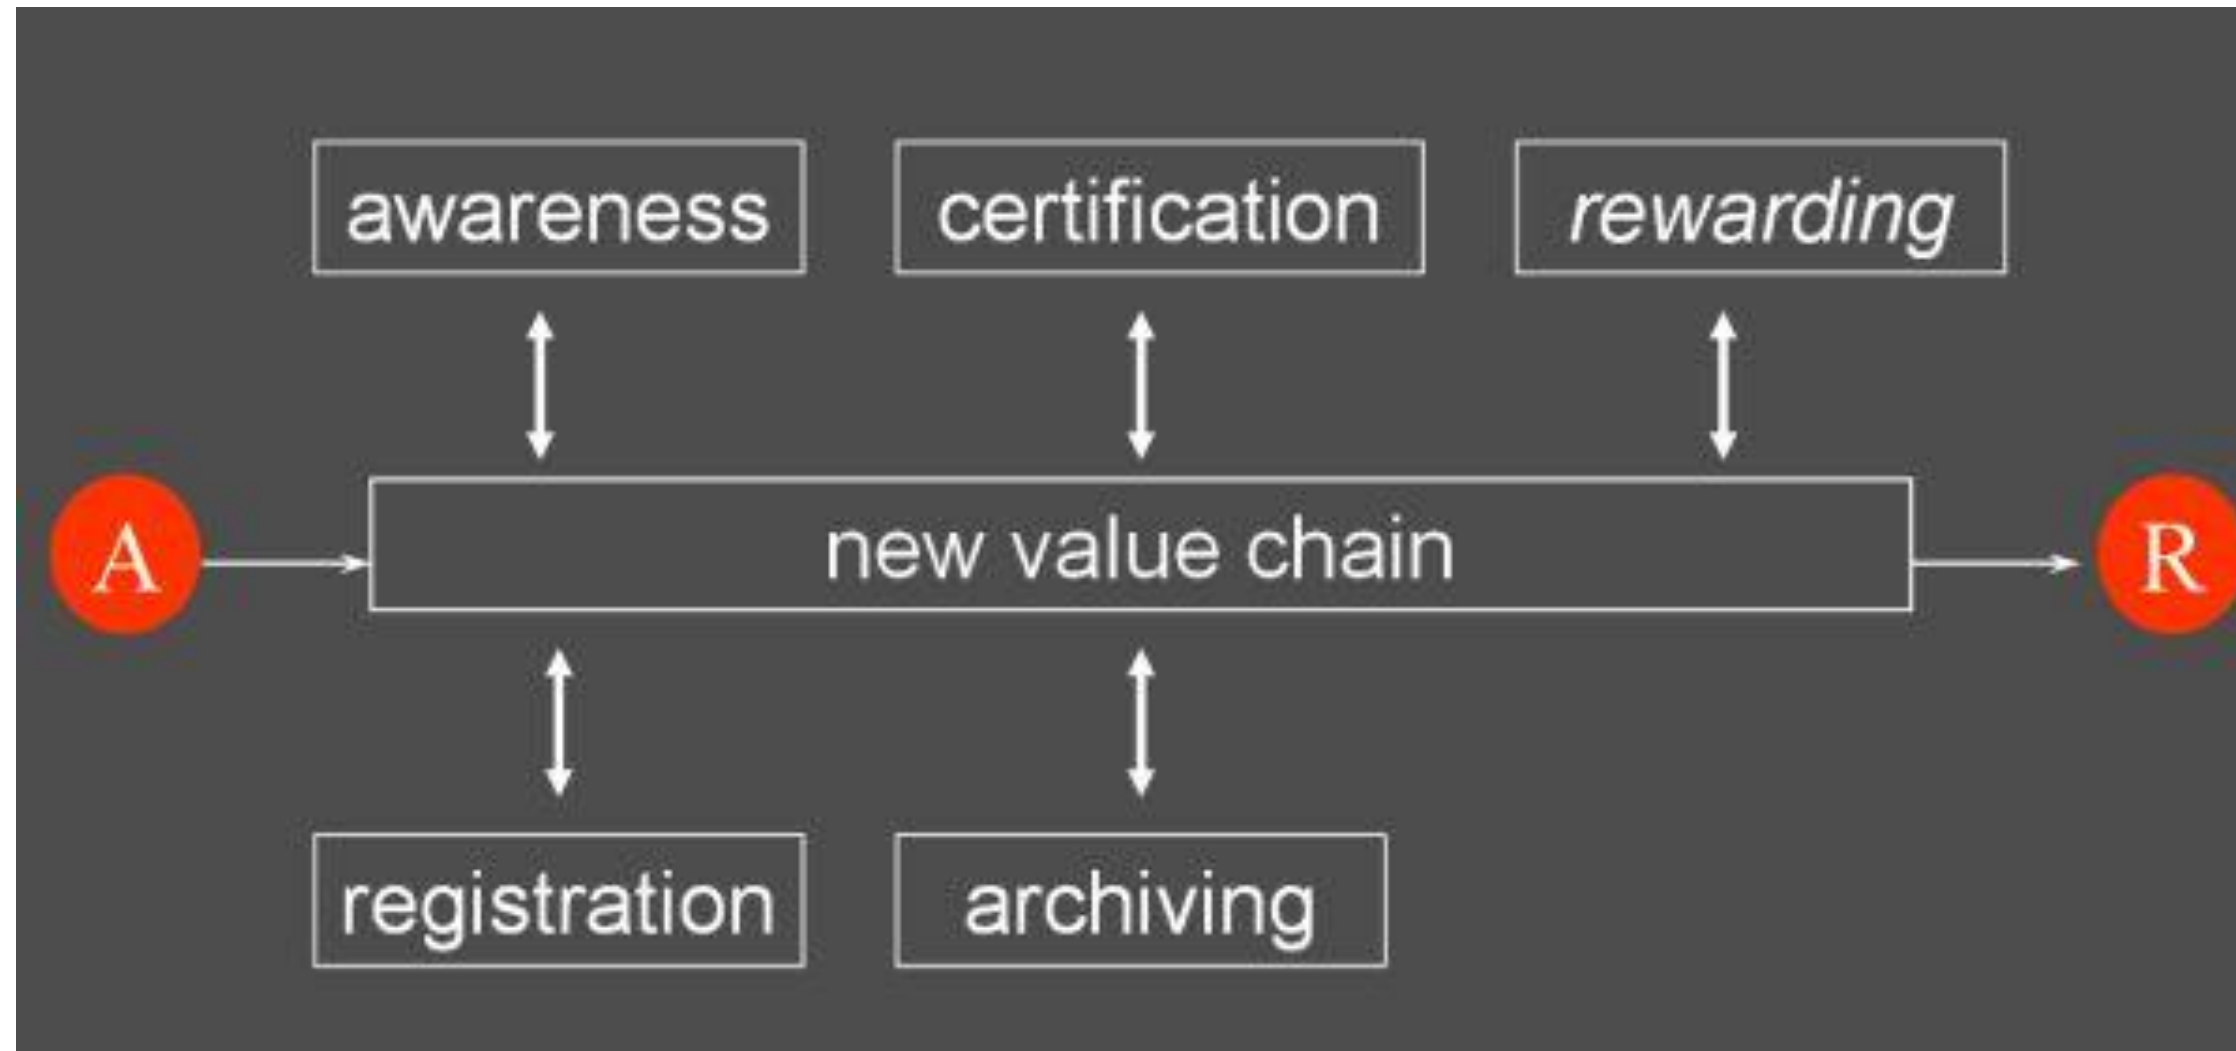 awareness
certification
rewarding
A
new value chain
R
registration
archiving